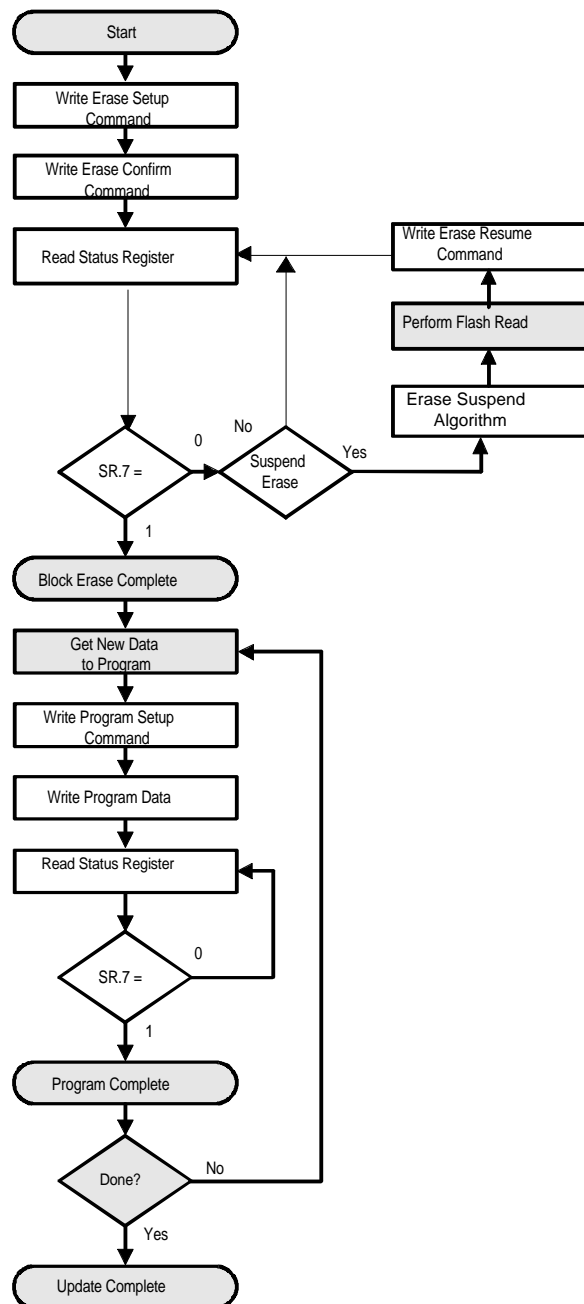 Start
Write Erase Setup
Command
Write Erase Confirm
Command
Read Status Register
Write Erase Resume
Command
Perform Flash Read
Erase Suspend
Algorithm
SR.7 =
0
No
Suspend
Erase
Yes
1
Block Erase Complete
Get New Data
to Program
Write Program Setup
Command
Write Program Data
Read Status Register
SR.7 =
0
1
Program Complete
Done?
No
Yes
Update Complete